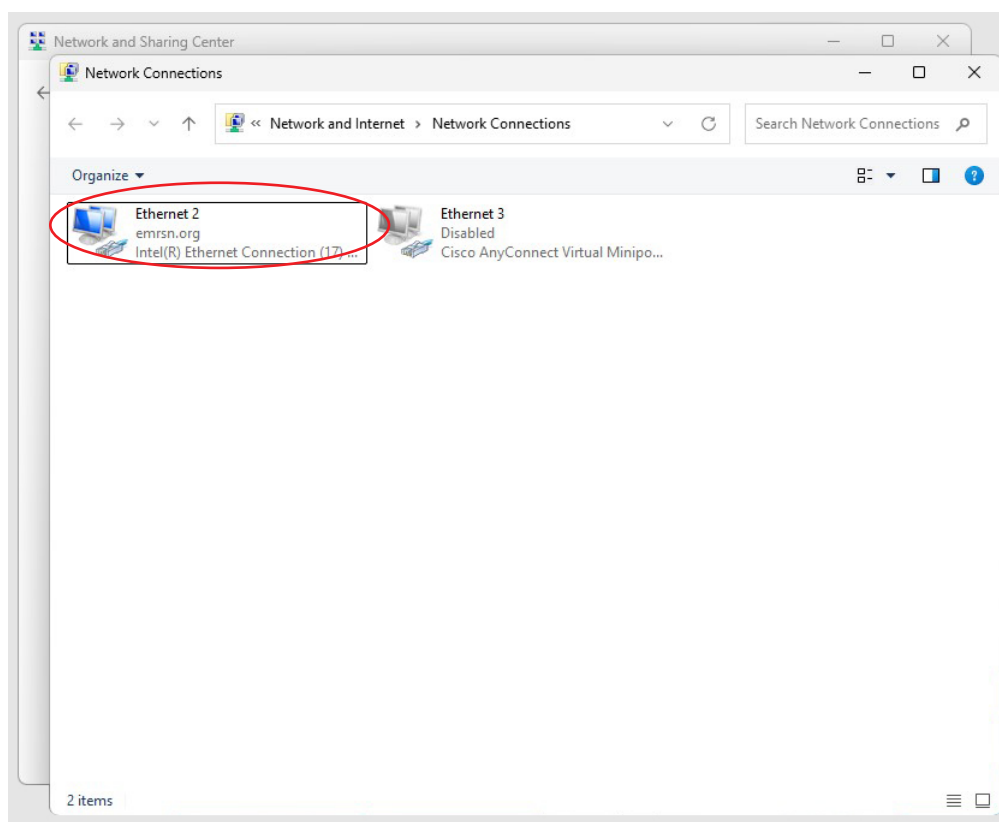 Network and Sharing Center
Network Connections
« Network and Internet > Network Connections
Search Network Connections
Organize
Ethernet 2
emrsn.org
Intel(R) Ethernet Connection (17) ...
Ethernet 3
Disabled
Cisco AnyConnect Virtual Minipo...
2 items